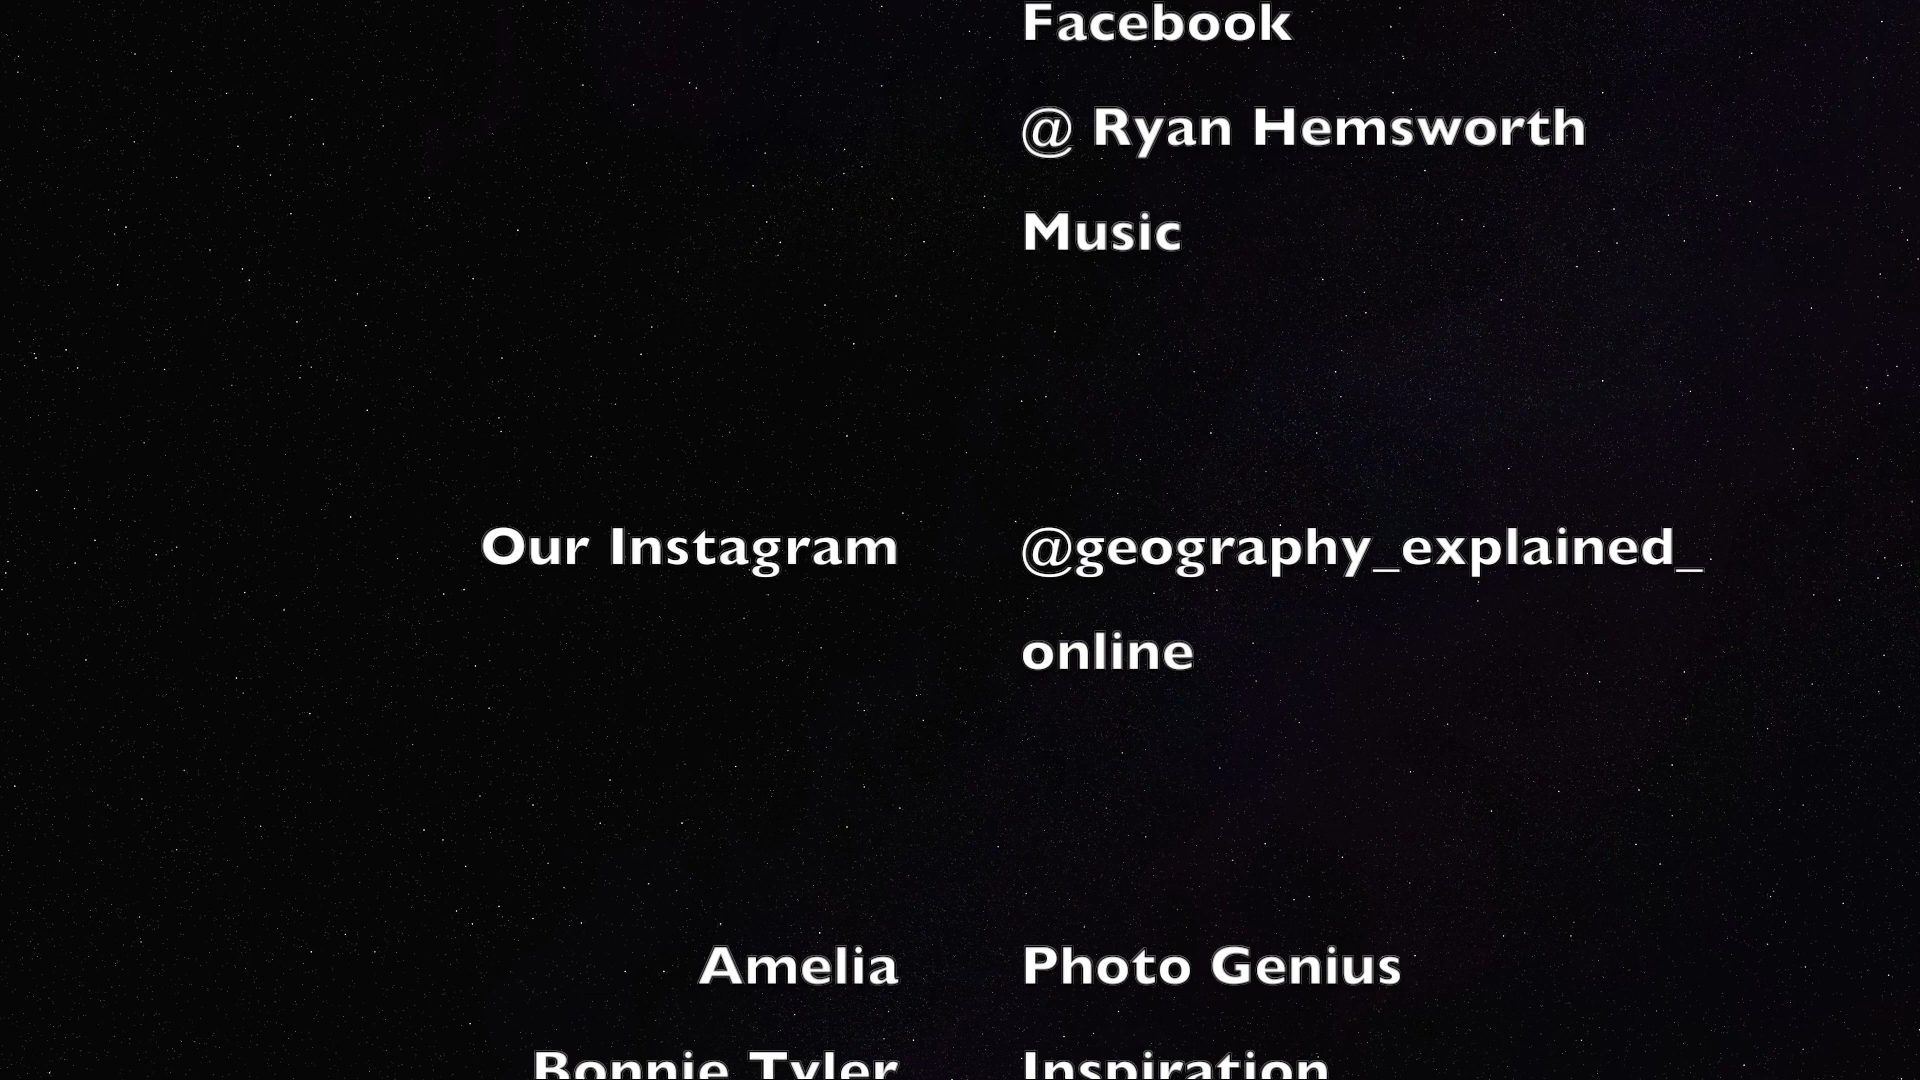 Facebook
@ Ryan Hemsworth
Music
Our Instagram @geography_explained_
online
Amelia Photo Genius
Bonnie Tyler Inspiration